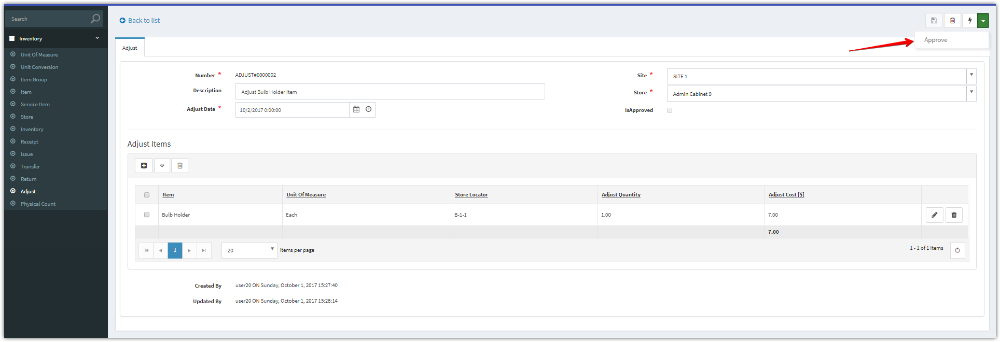 Search
Inventory
Unit Of Measure
Unit Conversion
Item Group
Item
Service Item
Store
Inventory
Receipt
Issue
Transfer
Return
Adjust
Physical Count
Back to list
Approve
Adjust
Number * ADJUST#0000002
Description Adjust Bulb Holder item
Adjust Date * 10/2/2017 0:00:00
Site * SITE 1
Store * Admin Cabinet 9
IsApproved
Adjust Items
Item Unit Of Measure Store Locator Adjust Quantity Adjust Cost [$]
Bulb Holder Each B-1-1 1.00 7.00
7.00
1 20 items per page 1 - 1 of 1 items
Created By user20 ON Sunday, October 1, 2017 15:27:40
Updated By user20 ON Sunday, October 1, 2017 15:28:14